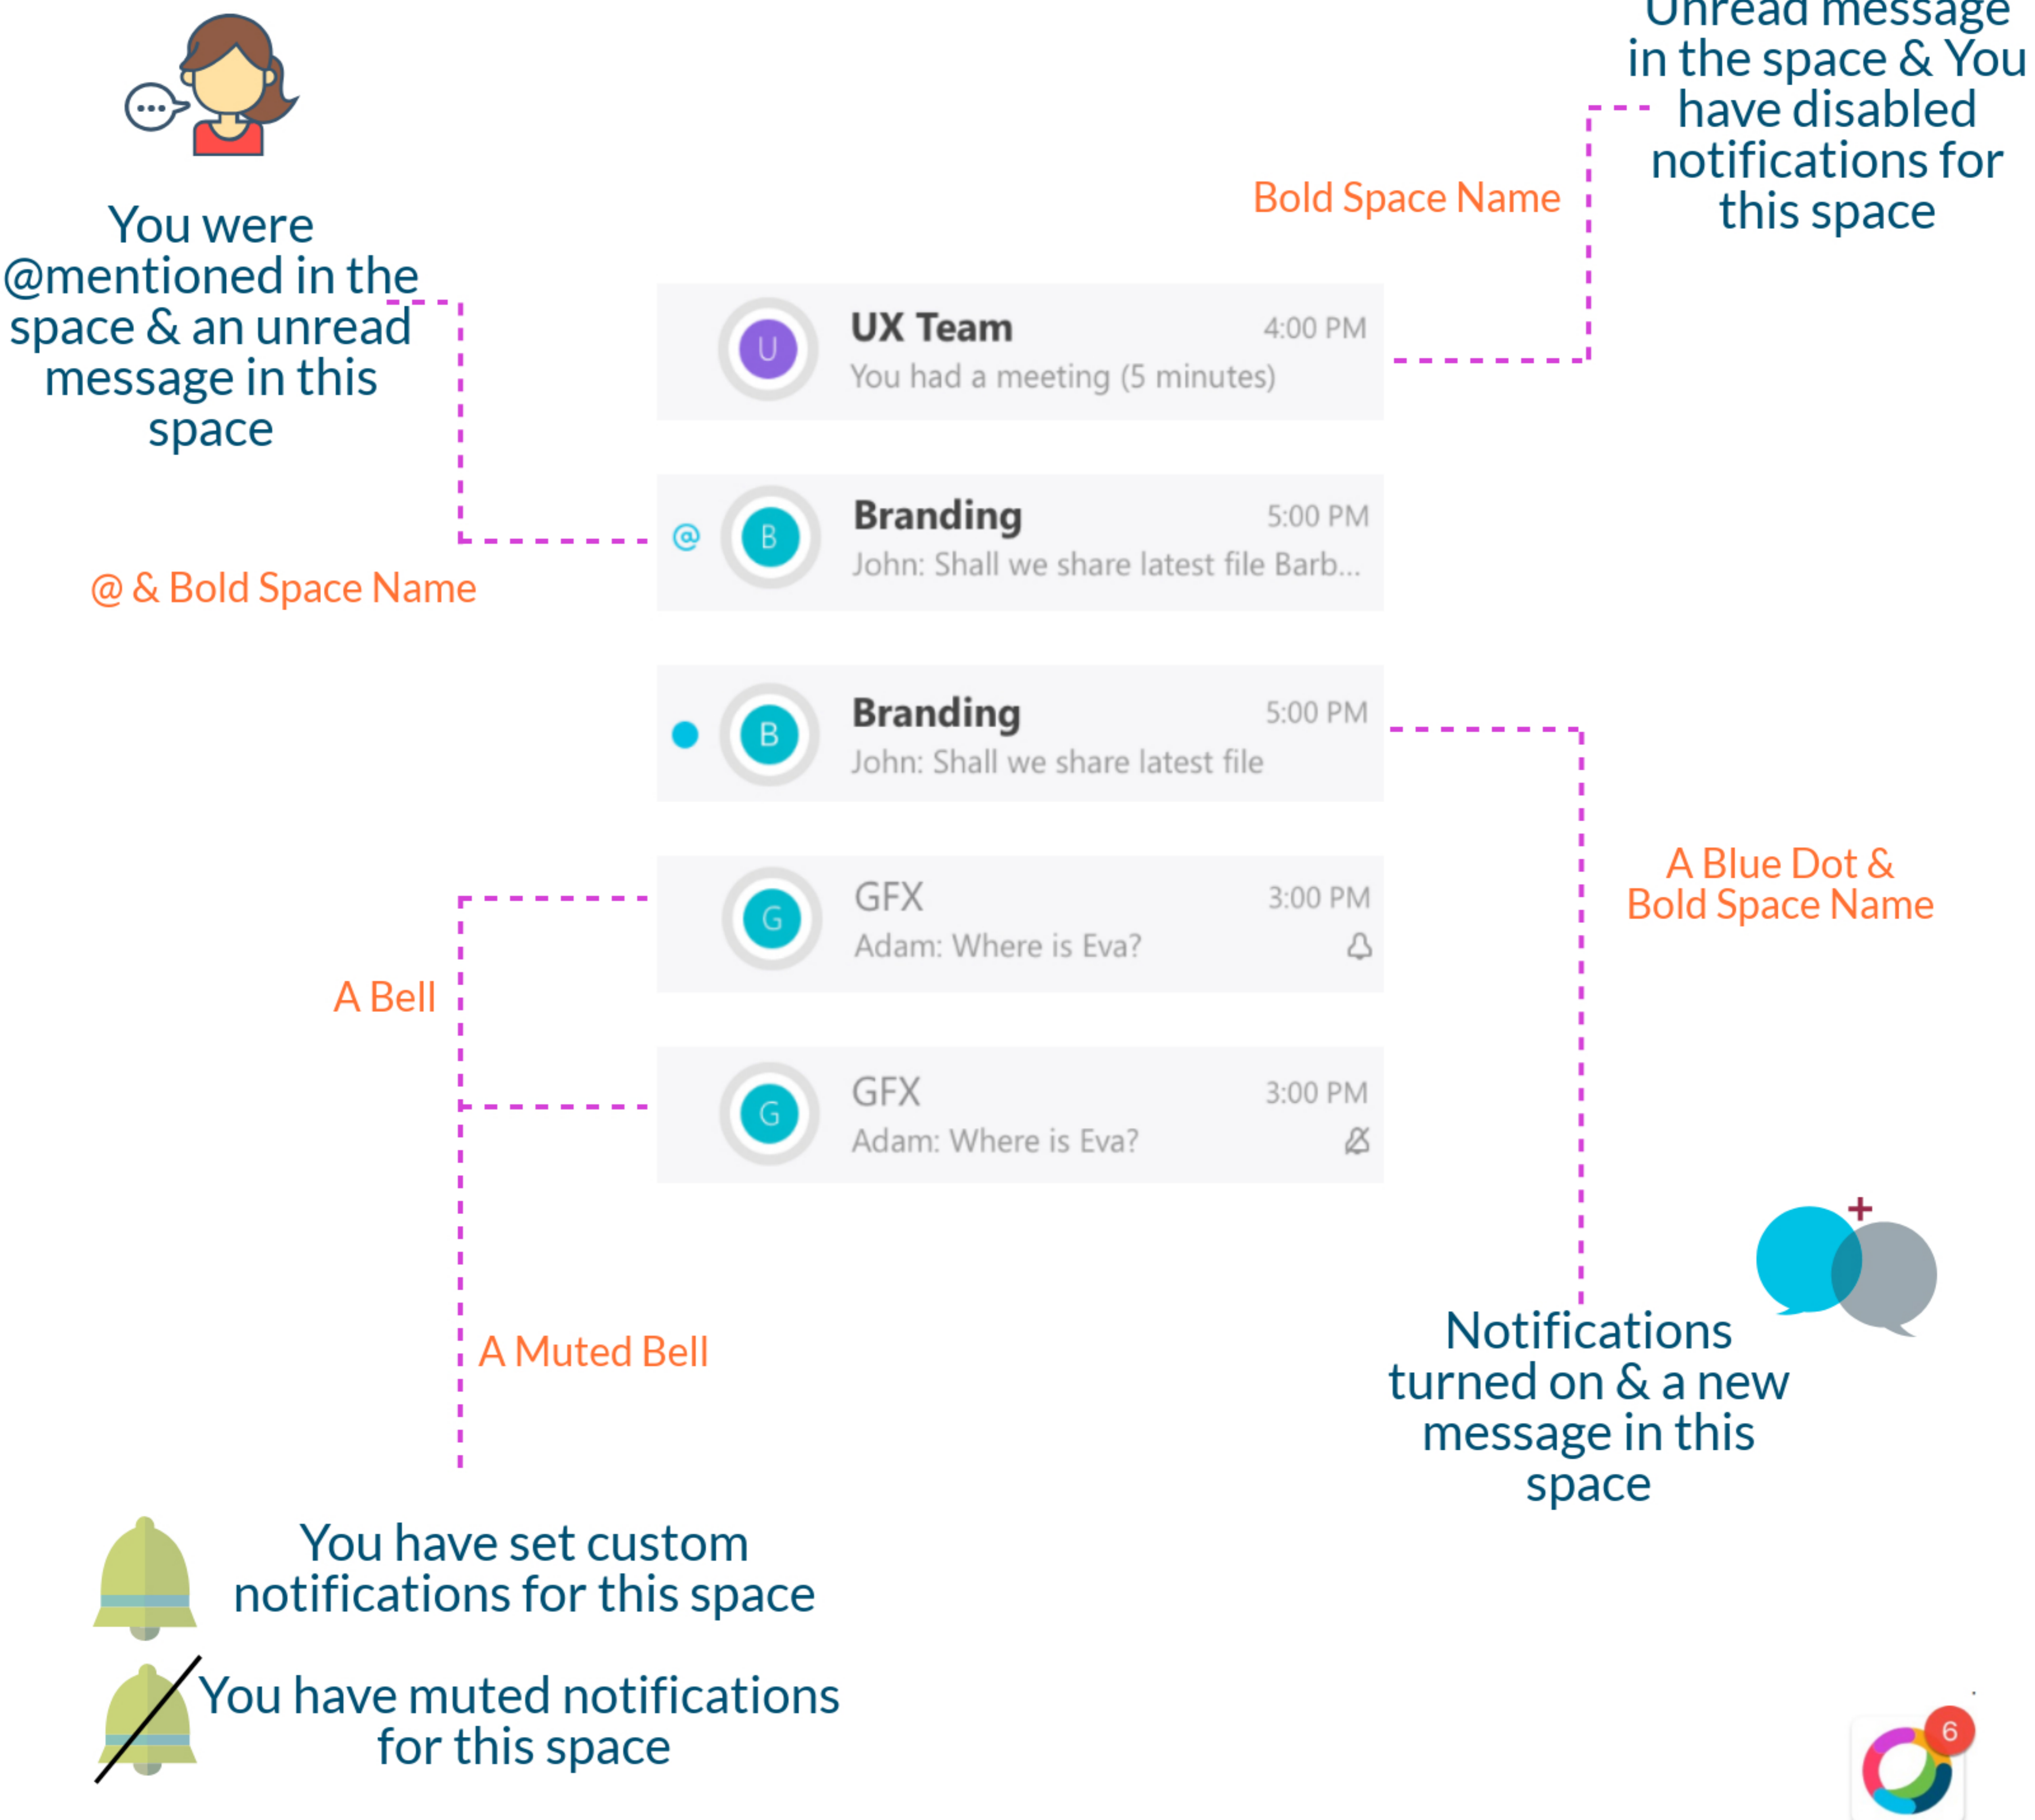 Unread message
in the space & You
have disabled
notifications for
this space
Bold Space Name
You were
@mentioned in the
space & an unread
message in this
space
@ & Bold Space Name
U
UX Team
4:00 PM
You had a meeting (5 minutes)
@
B
Branding
5:00 PM
John: Shall we share latest file Barb...
B
Branding
5:00 PM
John: Shall we share latest file
G
GFX
3:00 PM
Adam: Where is Eva?
G
GFX
3:00 PM
Adam: Where is Eva?
A Blue Dot &
Bold Space Name
A Bell
A Muted Bell
Notifications
turned on & a new
message in this
space
You have set custom
notifications for this space
You have muted notifications
for this space
6